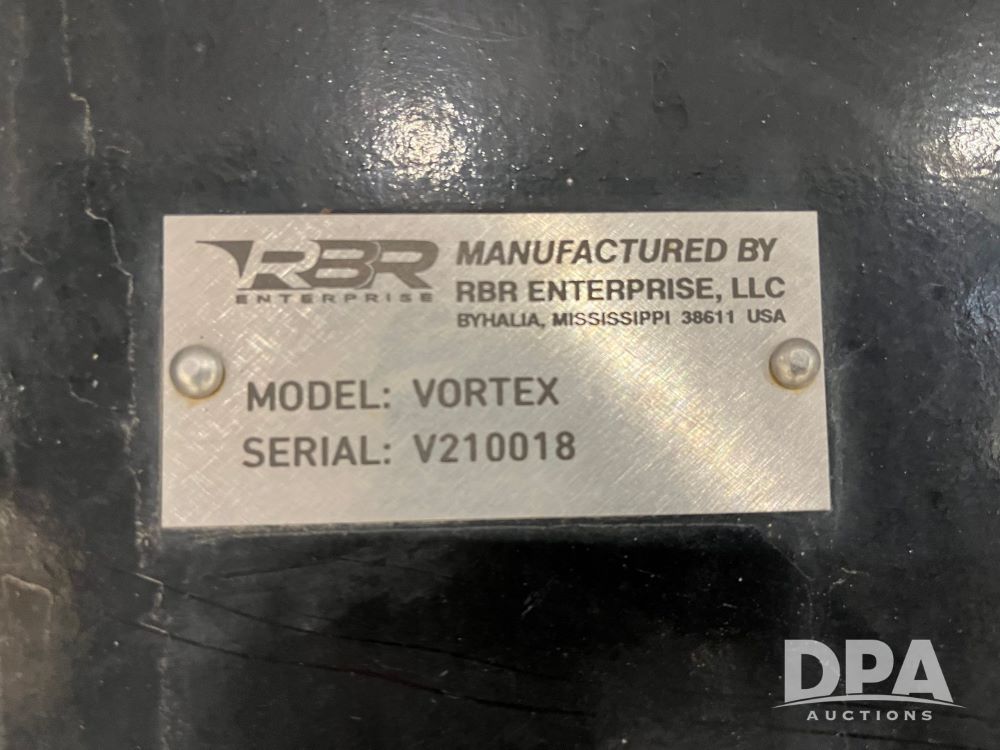 RBR
ENTERPRISE
MANUFACTURED BY
RBR ENTERPRISE, LLC
BYHALIA, MISSISSIPPI 38611 USA
MODEL: VORTEX
SERIAL: V210018
DPA
AUCTIONS